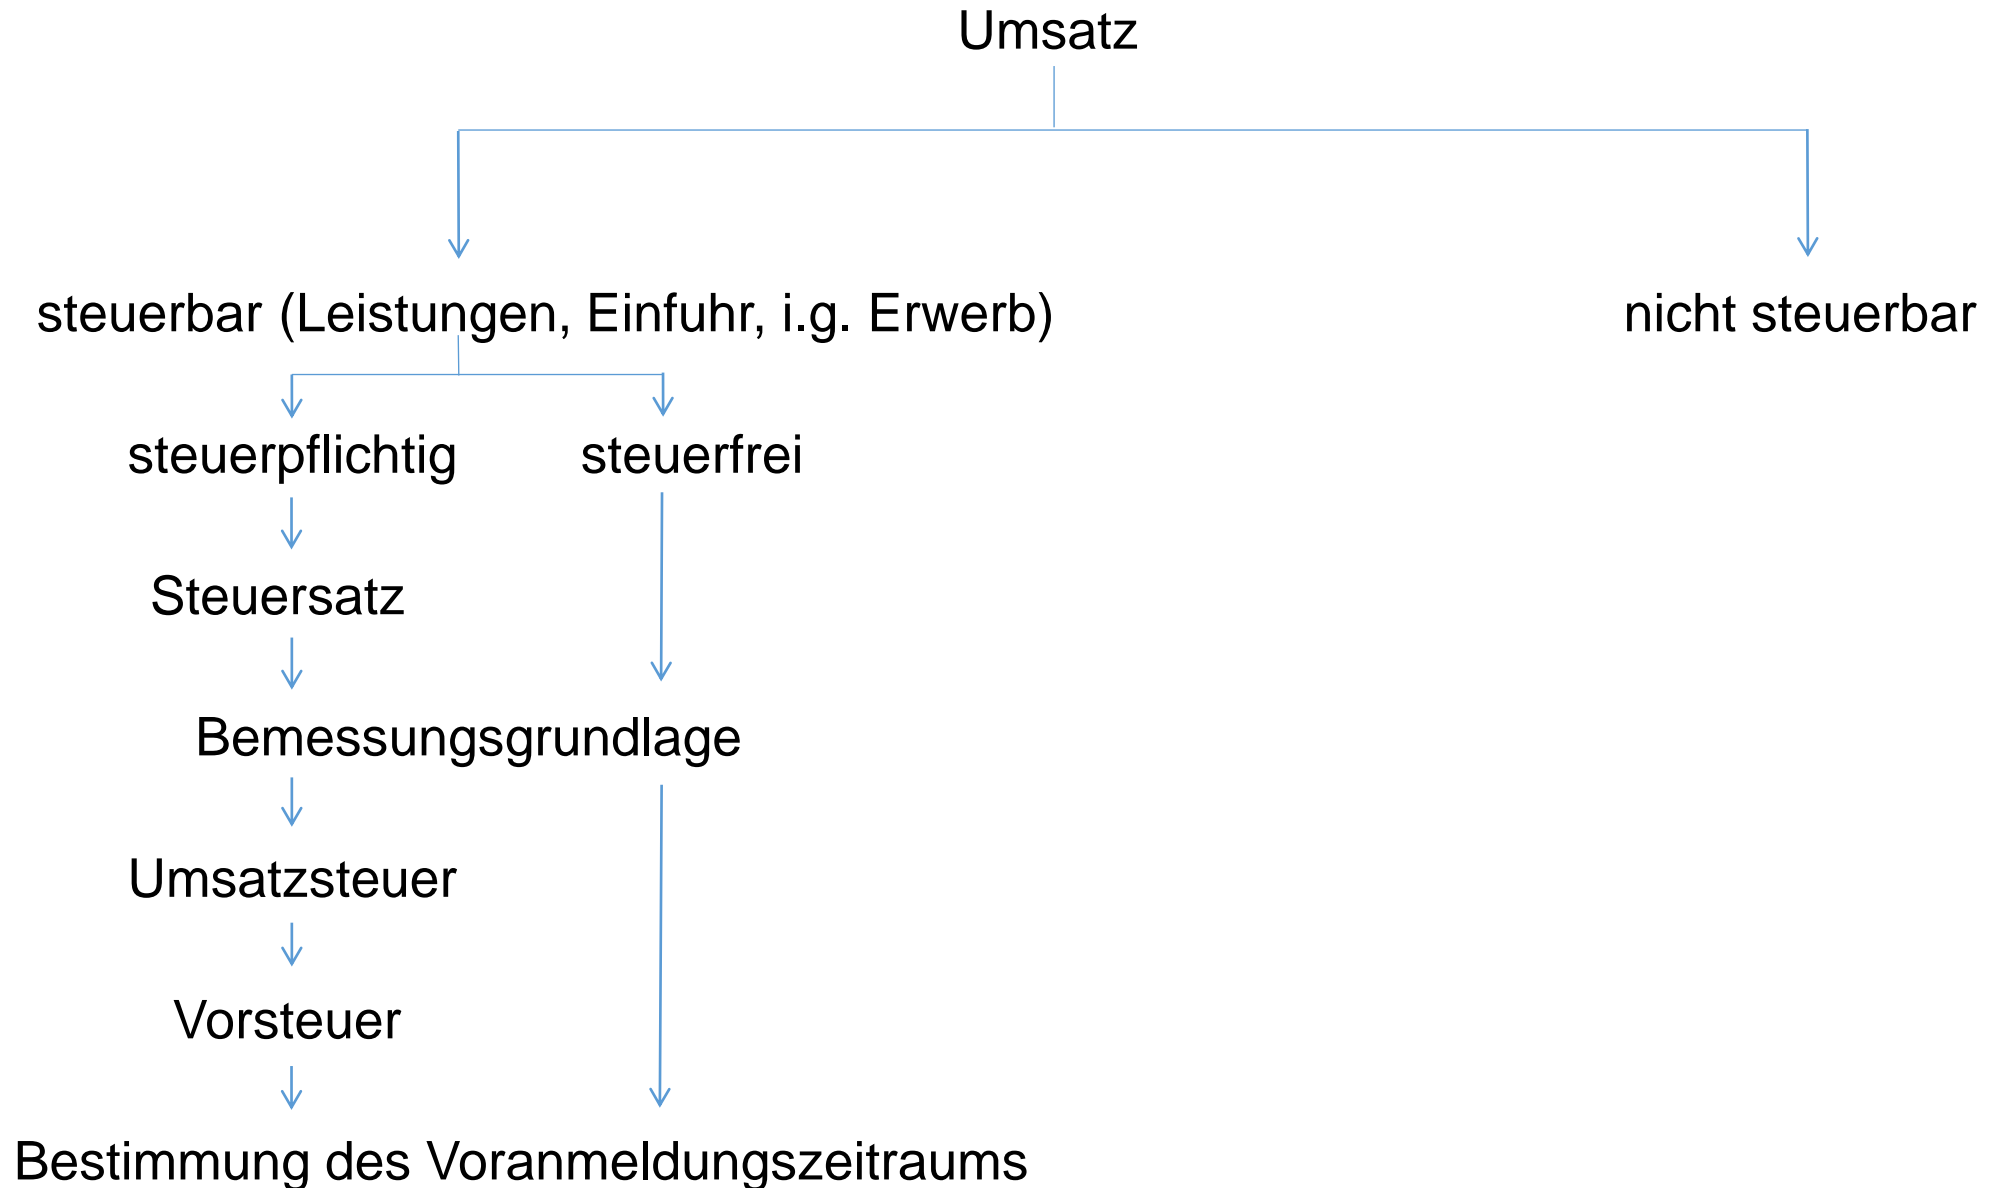 Umsatz
steuerbar (Leistungen, Einfuhr, i.g. Erwerb)
nicht steuerbar
steuerpflichtig
steuerfrei
Steuersatz
Bemessungsgrundlage
Umsatzsteuer
Vorsteuer
Bestimmung des Voranmeldungszeitraums